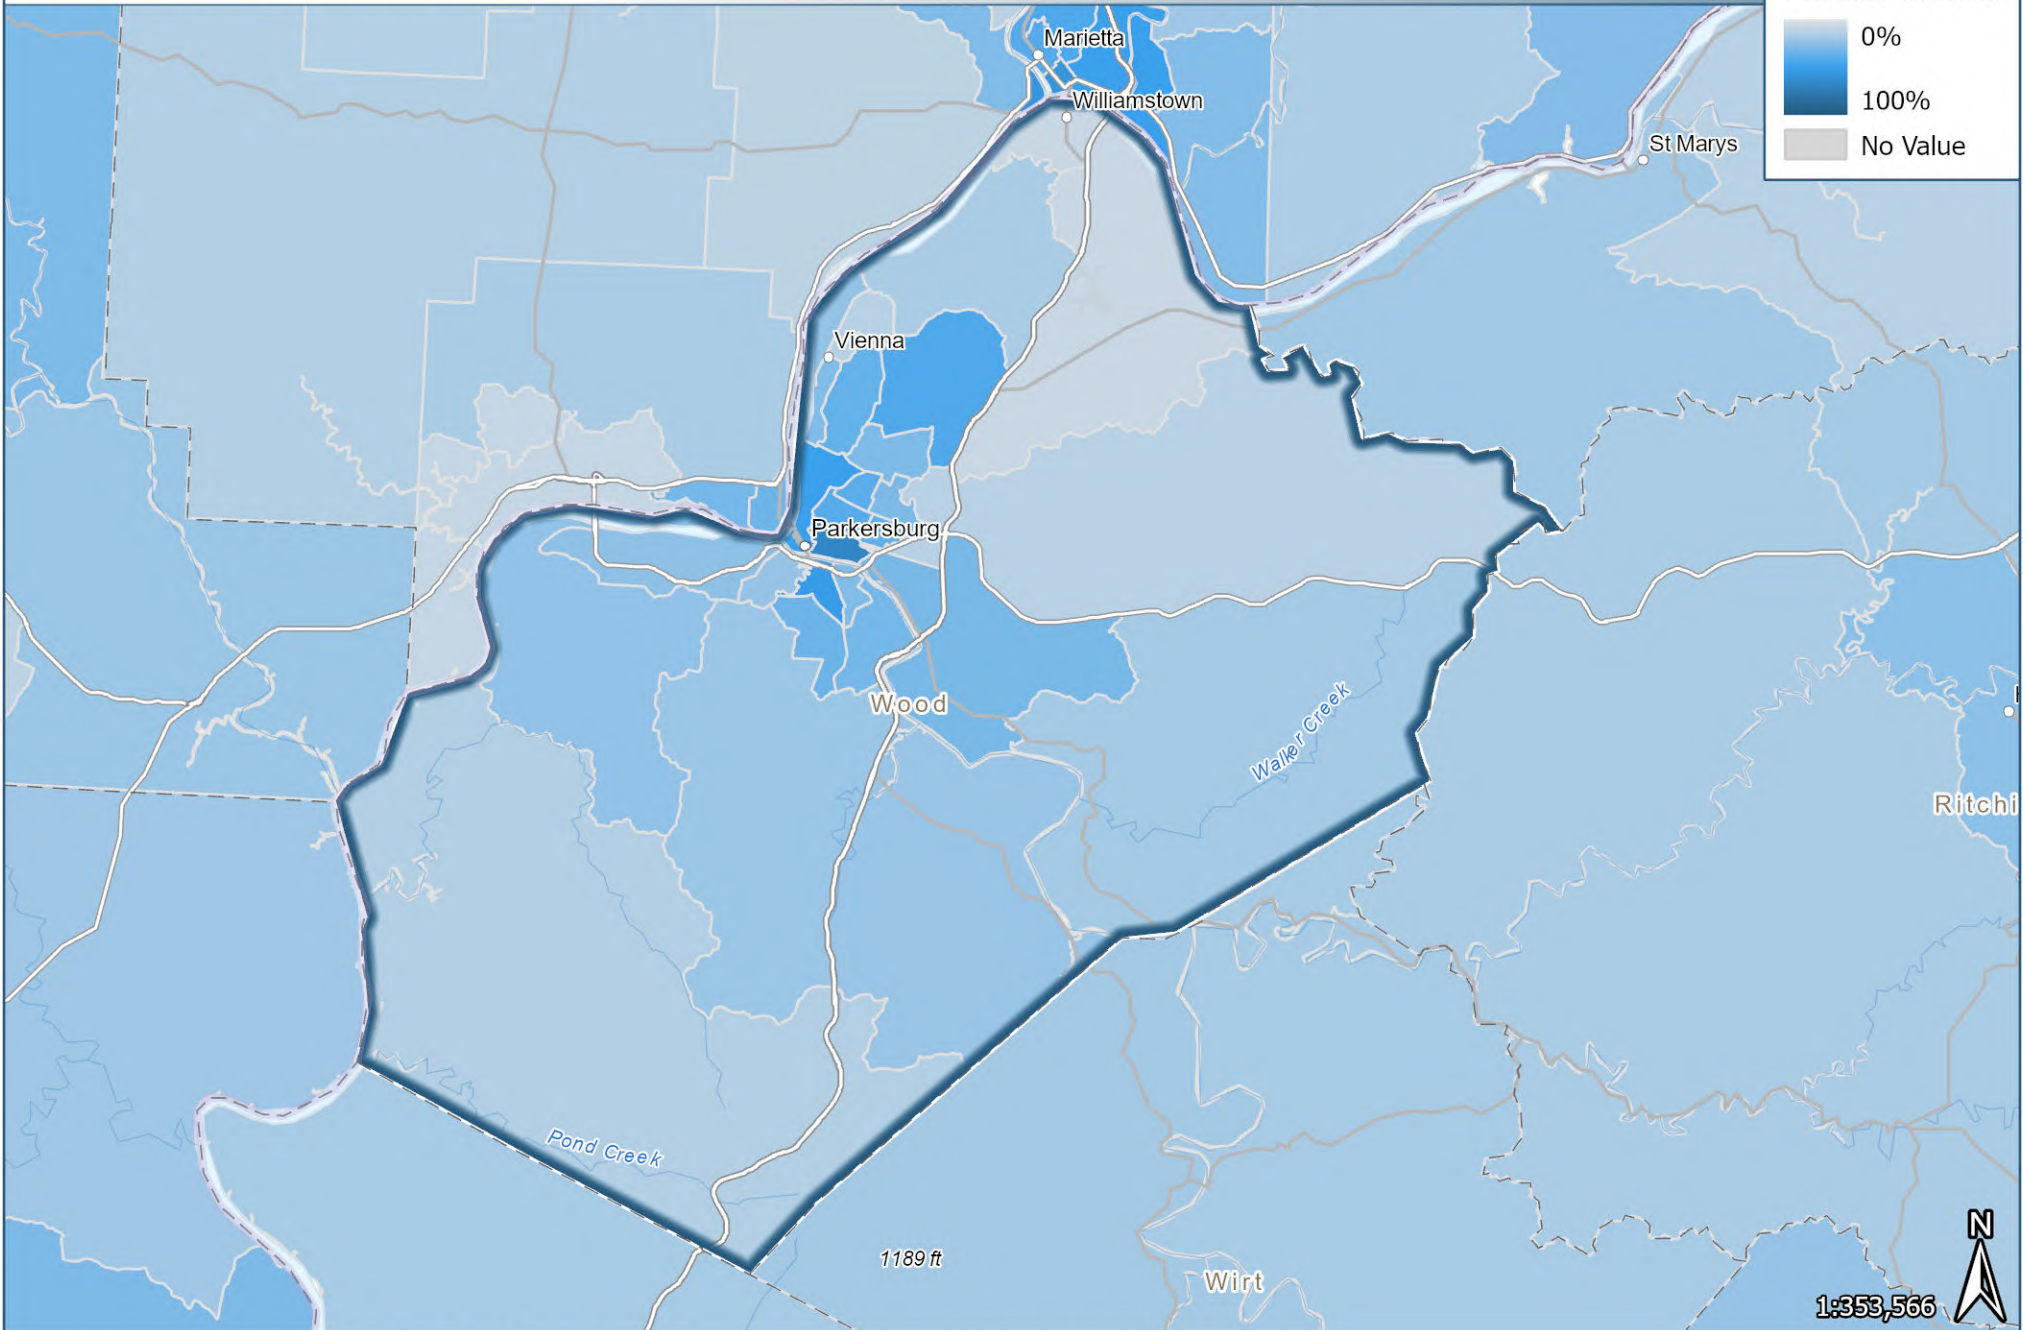 0%
100%
No Value
Marietta
Williamstown
St Marys
Vienna
Parkersburg
Wood
Walker Creek
Ritchi
Pond Creek
1189 ft
Wirt
N
1:353,566